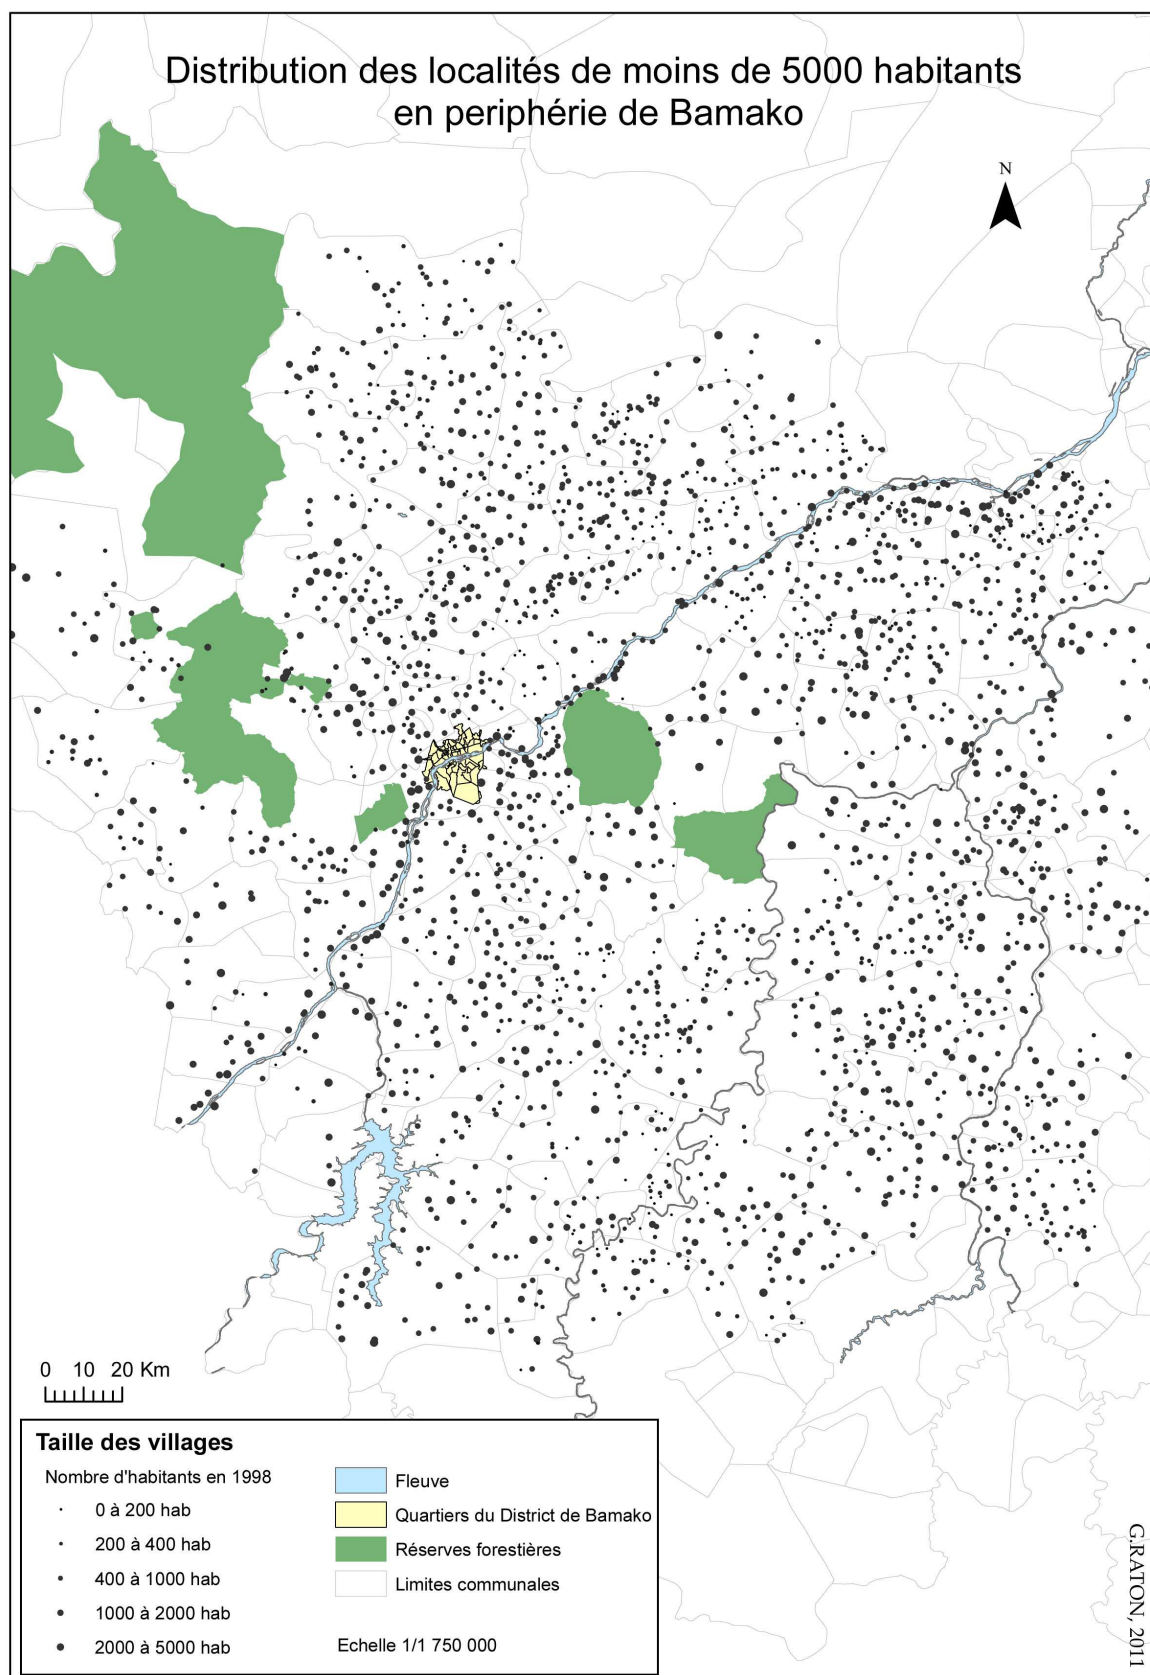 Distribution des localités de moins de 5000 habitants
en periphérie de Bamako
N
0 10 20 Km
Taille des villages
Nombre d'habitants en 1998
0 à 200 hab
200 à 400 hab
400 à 1000 hab
1000 à 2000 hab
2000 à 5000 hab
Fleuve
Quartiers du District de Bamako
Réserves forestières
Limites communales
Echelle 1/1 750 000
G.RATON, 2011